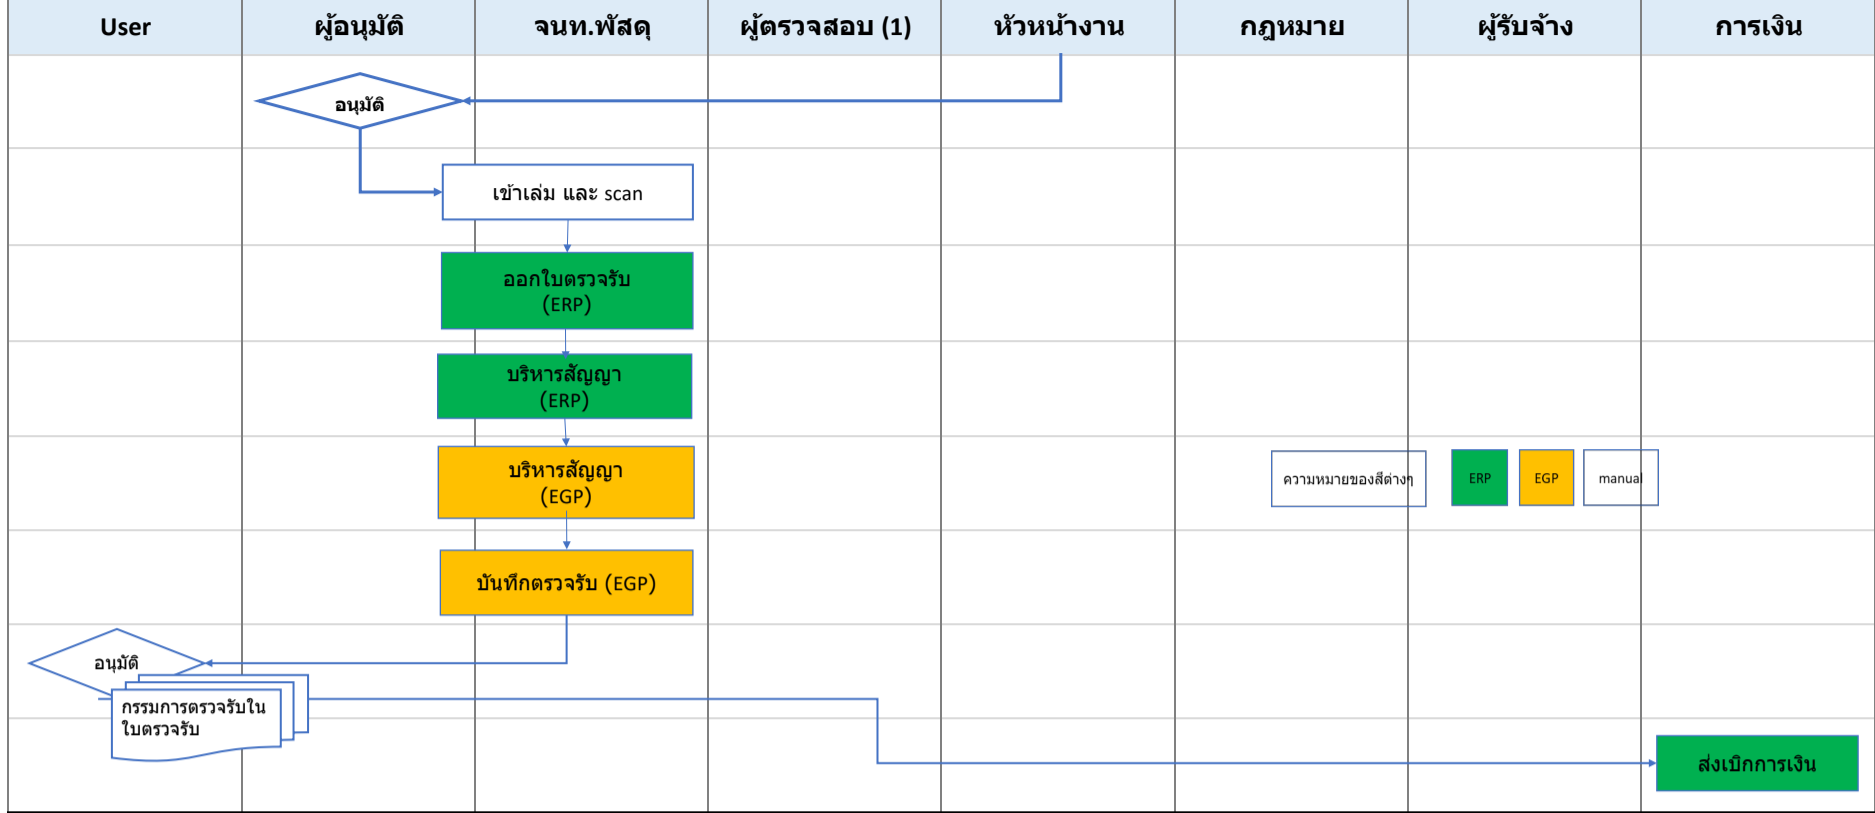 User ผู้อนุมัติ จนท.พัสดุ ผู้ตรวจสอบ (1) หัวหน้างาน กฎหมาย ผู้รับจ้าง การเงิน
อนุมัติ
เข้าเล่ม และ scan
ออกใบตรวจรับ
(ERP)
บริหารสัญญา
(ERP)
บริหารสัญญา
(EGP)
ความหมายของสีต่างๆ ERP EGP manual
บันทึกตรวจรับ (EGP)
อนุมัติ
กรรมการตรวจรับใน
ใบตรวจรับ
ส่งเบิกการเงิน